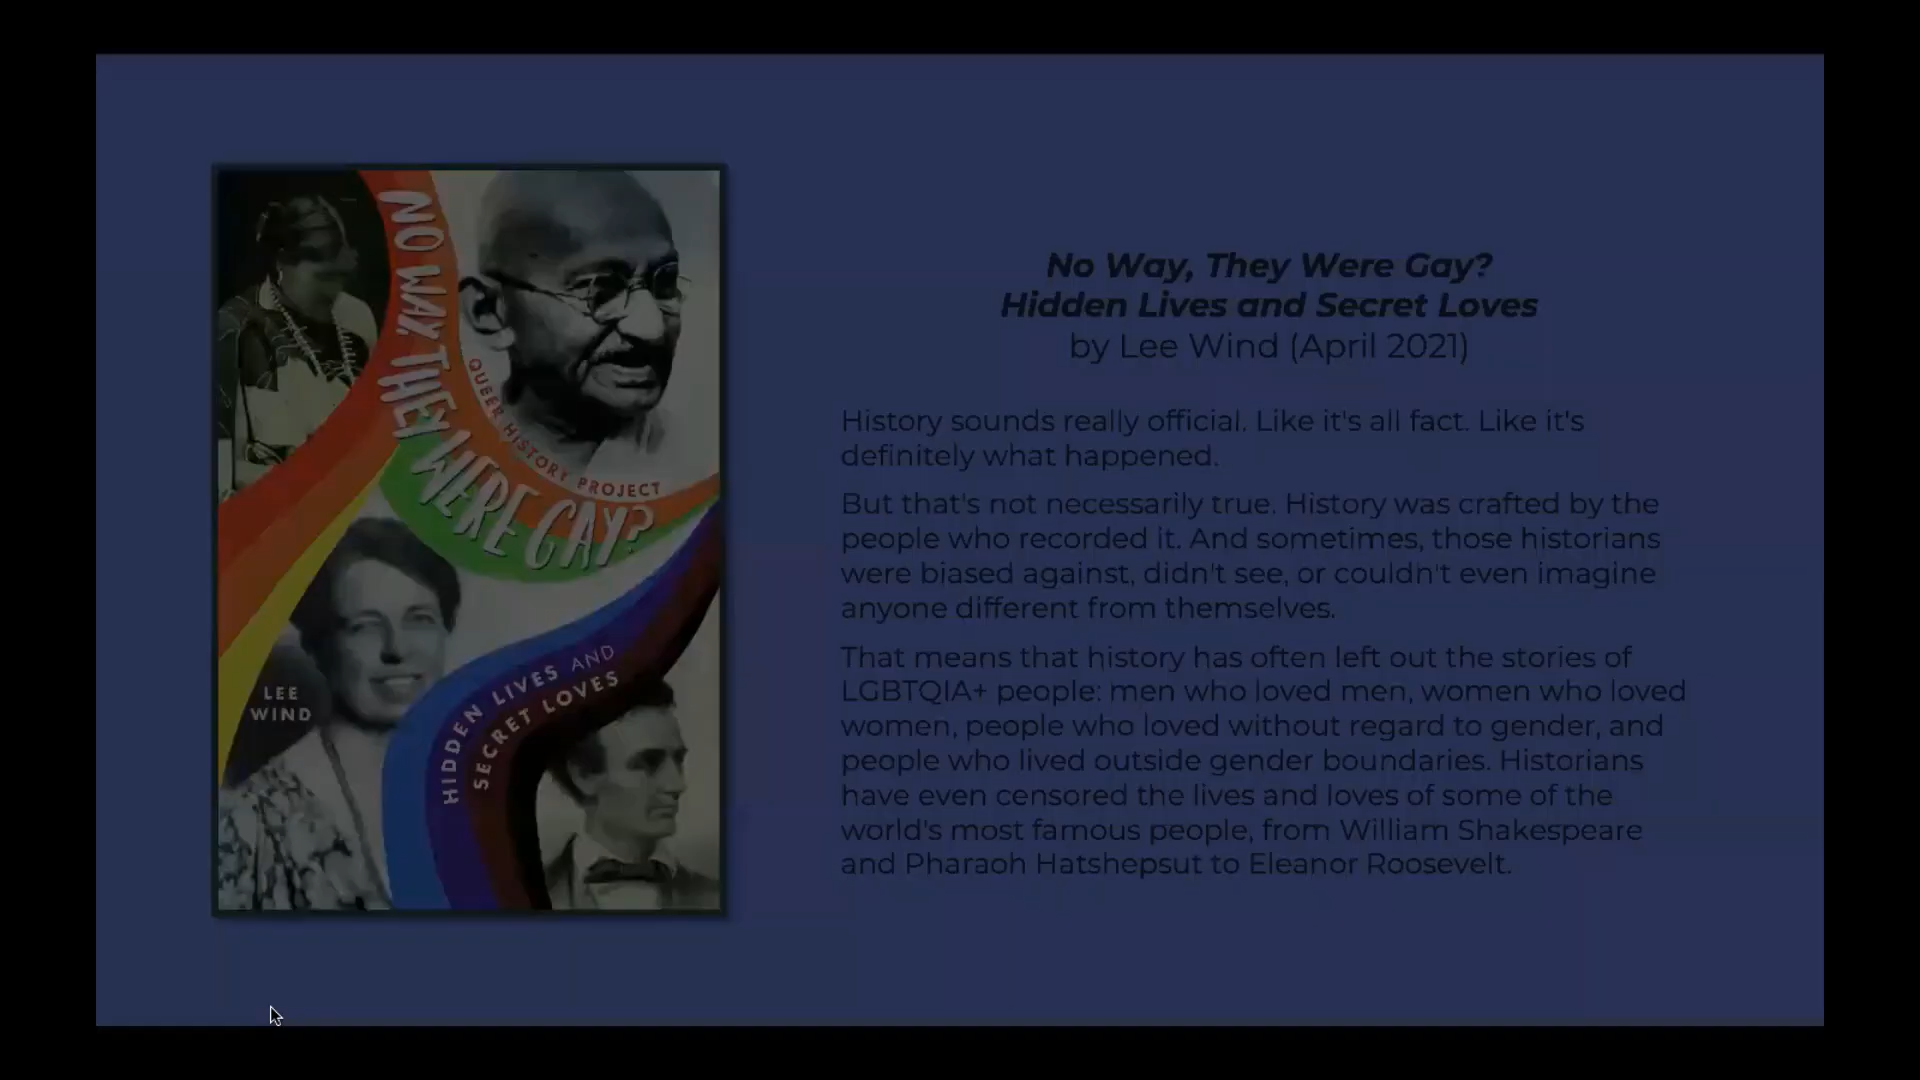 NO WAY, THEY WERE GAY?
QUEER HISTORY PROJECT
LEE
WIND
HIDDEN LIVES AND
SECRET LOVES
No Way, They Were Gay?
Hidden Lives and Secret Loves
by Lee Wind (April 2021)
History sounds really official. Like it's all fact. Like it's
definitely what happened.
But that's not necessarily true. History was crafted by the
people who recorded it. And sometimes, those historians
were biased against, didn't see, or couldn't even imagine
anyone different from themselves.
That means that history has often left out the stories of
LGBTQIA+ people: men who loved men, women who loved
women, people who loved without regard to gender, and
people who lived outside gender boundaries. Historians
have even censored the lives and loves of some of the
world's most famous people, from William Shakespeare
and Pharaoh Hatshepsut to Eleanor Roosevelt.